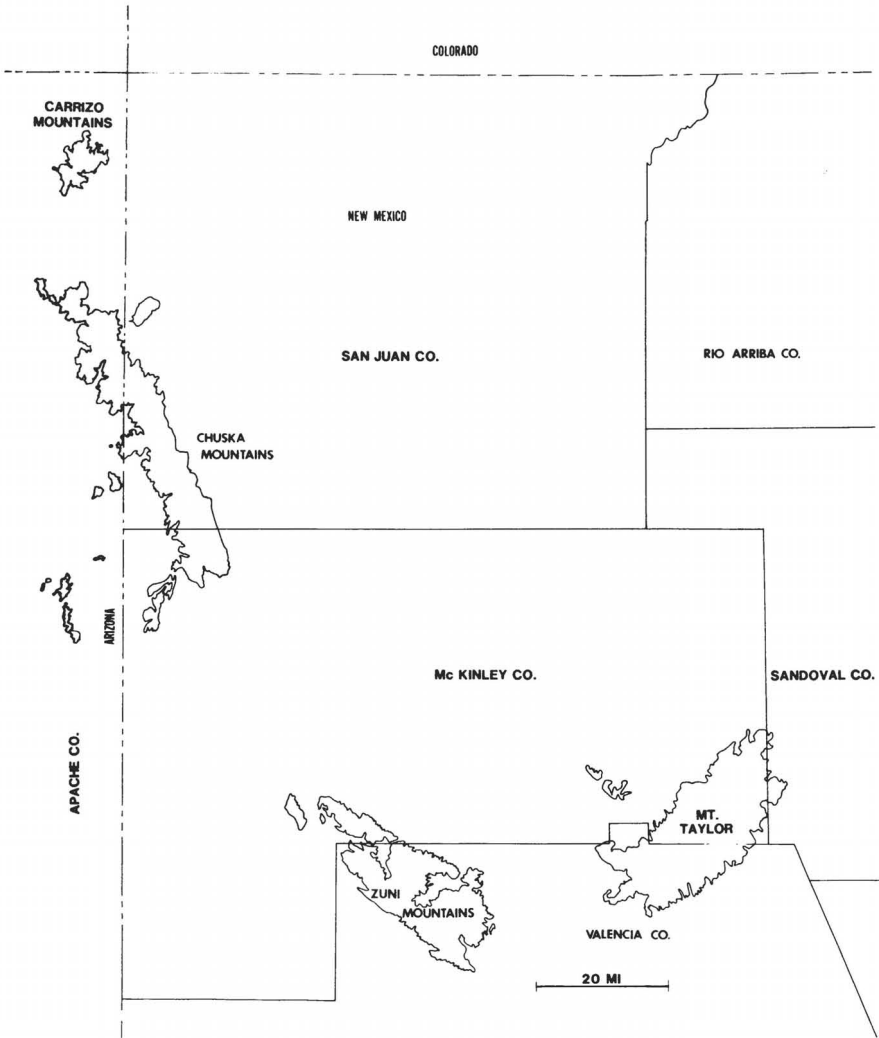 COLORADO
CARRIZO
MOUNTAINS
NEW MEXICO
SAN JUAN CO.
RIO ARRIBA CO.
CHUSKA
MOUNTAINS
ARIZONA
Mc KINLEY CO.
SANDOVAL CO.
APACHE CO.
MT.
TAYLOR
ZUNI
MOUNTAINS
VALENCIA CO.
20 MI